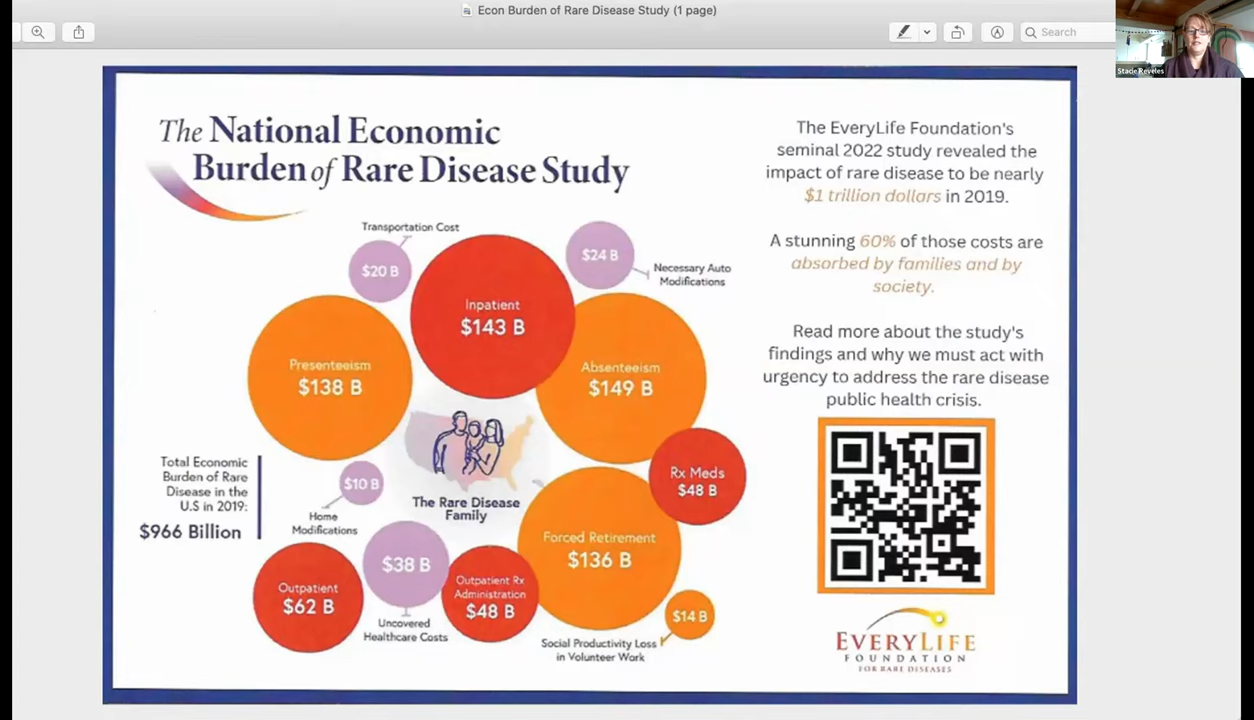 Econ Burden of Rare Disease Study (1 page)
Search
Stacie Reveles
The National Economic
Burden of Rare Disease Study
The EveryLife Foundation's
seminal 2022 study revealed the
impact of rare disease to be nearly
$1 trillion dollars in 2019.
A stunning 60% of those costs are
absorbed by families and by
society.
Read more about the study's
findings and why we must act with
urgency to address the rare disease
public health crisis.
Transportation Cost
$20 B
Inpatient
$143 B
$24 B
Necessary Auto
Modifications
Presenteeism
$138 B
Absenteeism
$149 B
Rx Meds
$48 B
Total Economic
Burden of Rare
Disease in the
U.S in 2019:
$966 Billion
$10 B
Home
Modifications
The Rare Disease
Family
Forced Retirement
$136 B
Outpatient
$62 B
$38 B
Uncovered
Healthcare Costs
Outpatient Rx
Administration
$48 B
$14 B
Social Productivity Loss
in Volunteer Work
EVERYLIFE
FOUNDATION
FOR RARE DISEASES